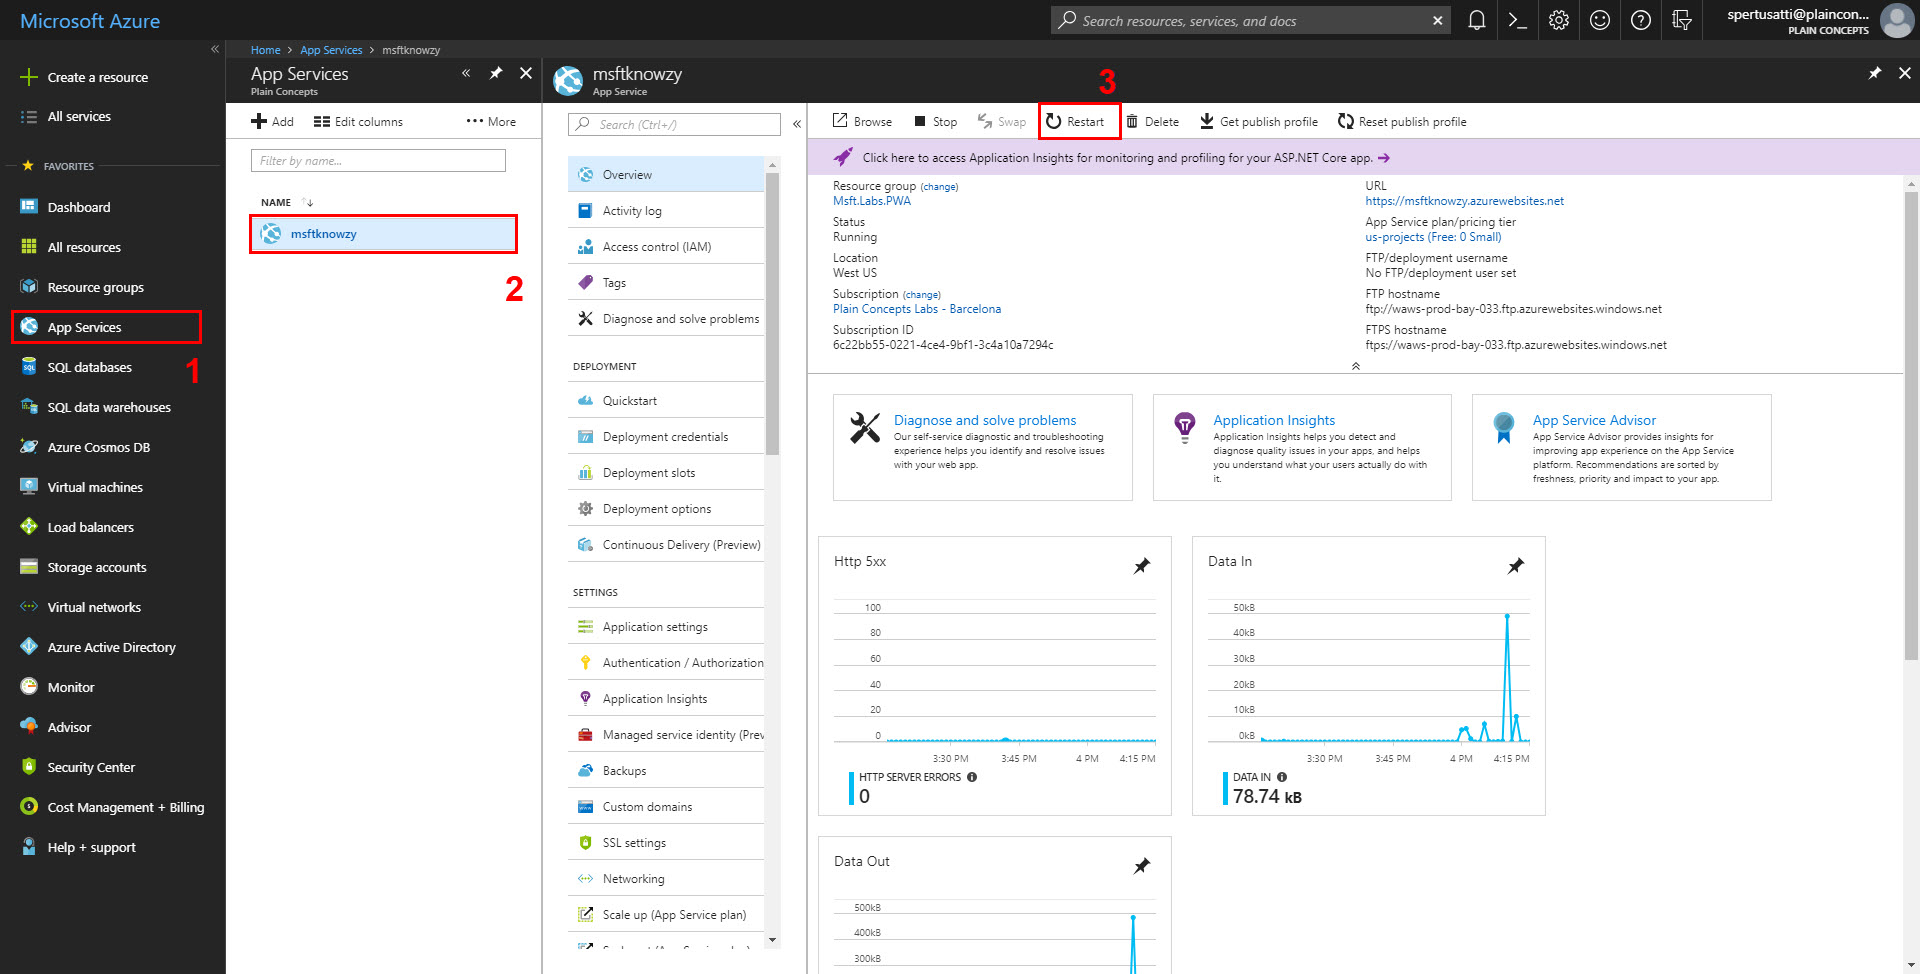 Microsoft Azure
Search resources, services, and docs
spertusatti@plaincon...
PLAIN CONCEPTS
Create a resource
All services
FAVORITES
Dashboard
All resources
Resource groups
App Services
1
SQL databases
SQL data warehouses
Azure Cosmos DB
Virtual machines
Load balancers
Storage accounts
Virtual networks
Azure Active Directory
Monitor
Advisor
Security Center
Cost Management + Billing
Help + support
Home > App Services > msftknowzy
App Services
Plain Concepts
Add
Edit columns
More
Filter by name...
NAME
msftknowzy
2
msftknowzy
App Service
3
Search (Ctrl+/)
Overview
Activity log
Access control (IAM)
Tags
Diagnose and solve problems
DEPLOYMENT
Quickstart
Deployment credentials
Deployment slots
Deployment options
Continuous Delivery (Preview)
SETTINGS
Application settings
Authentication / Authorization
Application Insights
Managed service identity (Prev
Backups
Custom domains
SSL settings
Networking
Scale up (App Service plan)
Browse
Stop
Swap
Restart
Delete
Get publish profile
Reset publish profile
Click here to access Application Insights for monitoring and profiling for your ASP.NET Core app.
Resource group (change)
Msft.Labs.PWA
Status
Running
Location
West US
Subscription (change)
Plain Concepts Labs - Barcelona
Subscription ID
6c22bb55-0221-4ce4-9bf1-3c4a10a7294c
URL
https://msftknowzy.azurewebsites.net
App Service plan/pricing tier
us-projects (Free: 0 Small)
FTP/deployment username
No FTP/deployment user set
FTP hostname
ftp://waws-prod-bay-033.ftp.azurewebsites.windows.net
FTPS hostname
ftps://waws-prod-bay-033.ftp.azurewebsites.windows.net
Diagnose and solve problems
Our self-service diagnostic and troubleshooting
experience helps you identify and resolve issues
with your web app.
Application Insights
Application Insights helps you detect and
diagnose quality issues in your apps, and helps
you understand what your users actually do with
it.
App Service Advisor
App Service Advisor provides insights for
improving app experience on the App Service
platform. Recommendations are sorted by
freshness, priority and impact to your app.
Http 5xx
100
80
60
40
20
0
3:30 PM 3:45 PM 4 PM 4:15 PM
HTTP SERVER ERRORS
0
Data In
50kB
40kB
30kB
20kB
10kB
0kB
3:30 PM 3:45 PM 4 PM 4:15 PM
DATA IN
78.74 kB
Data Out
500kB
400kB
300kB